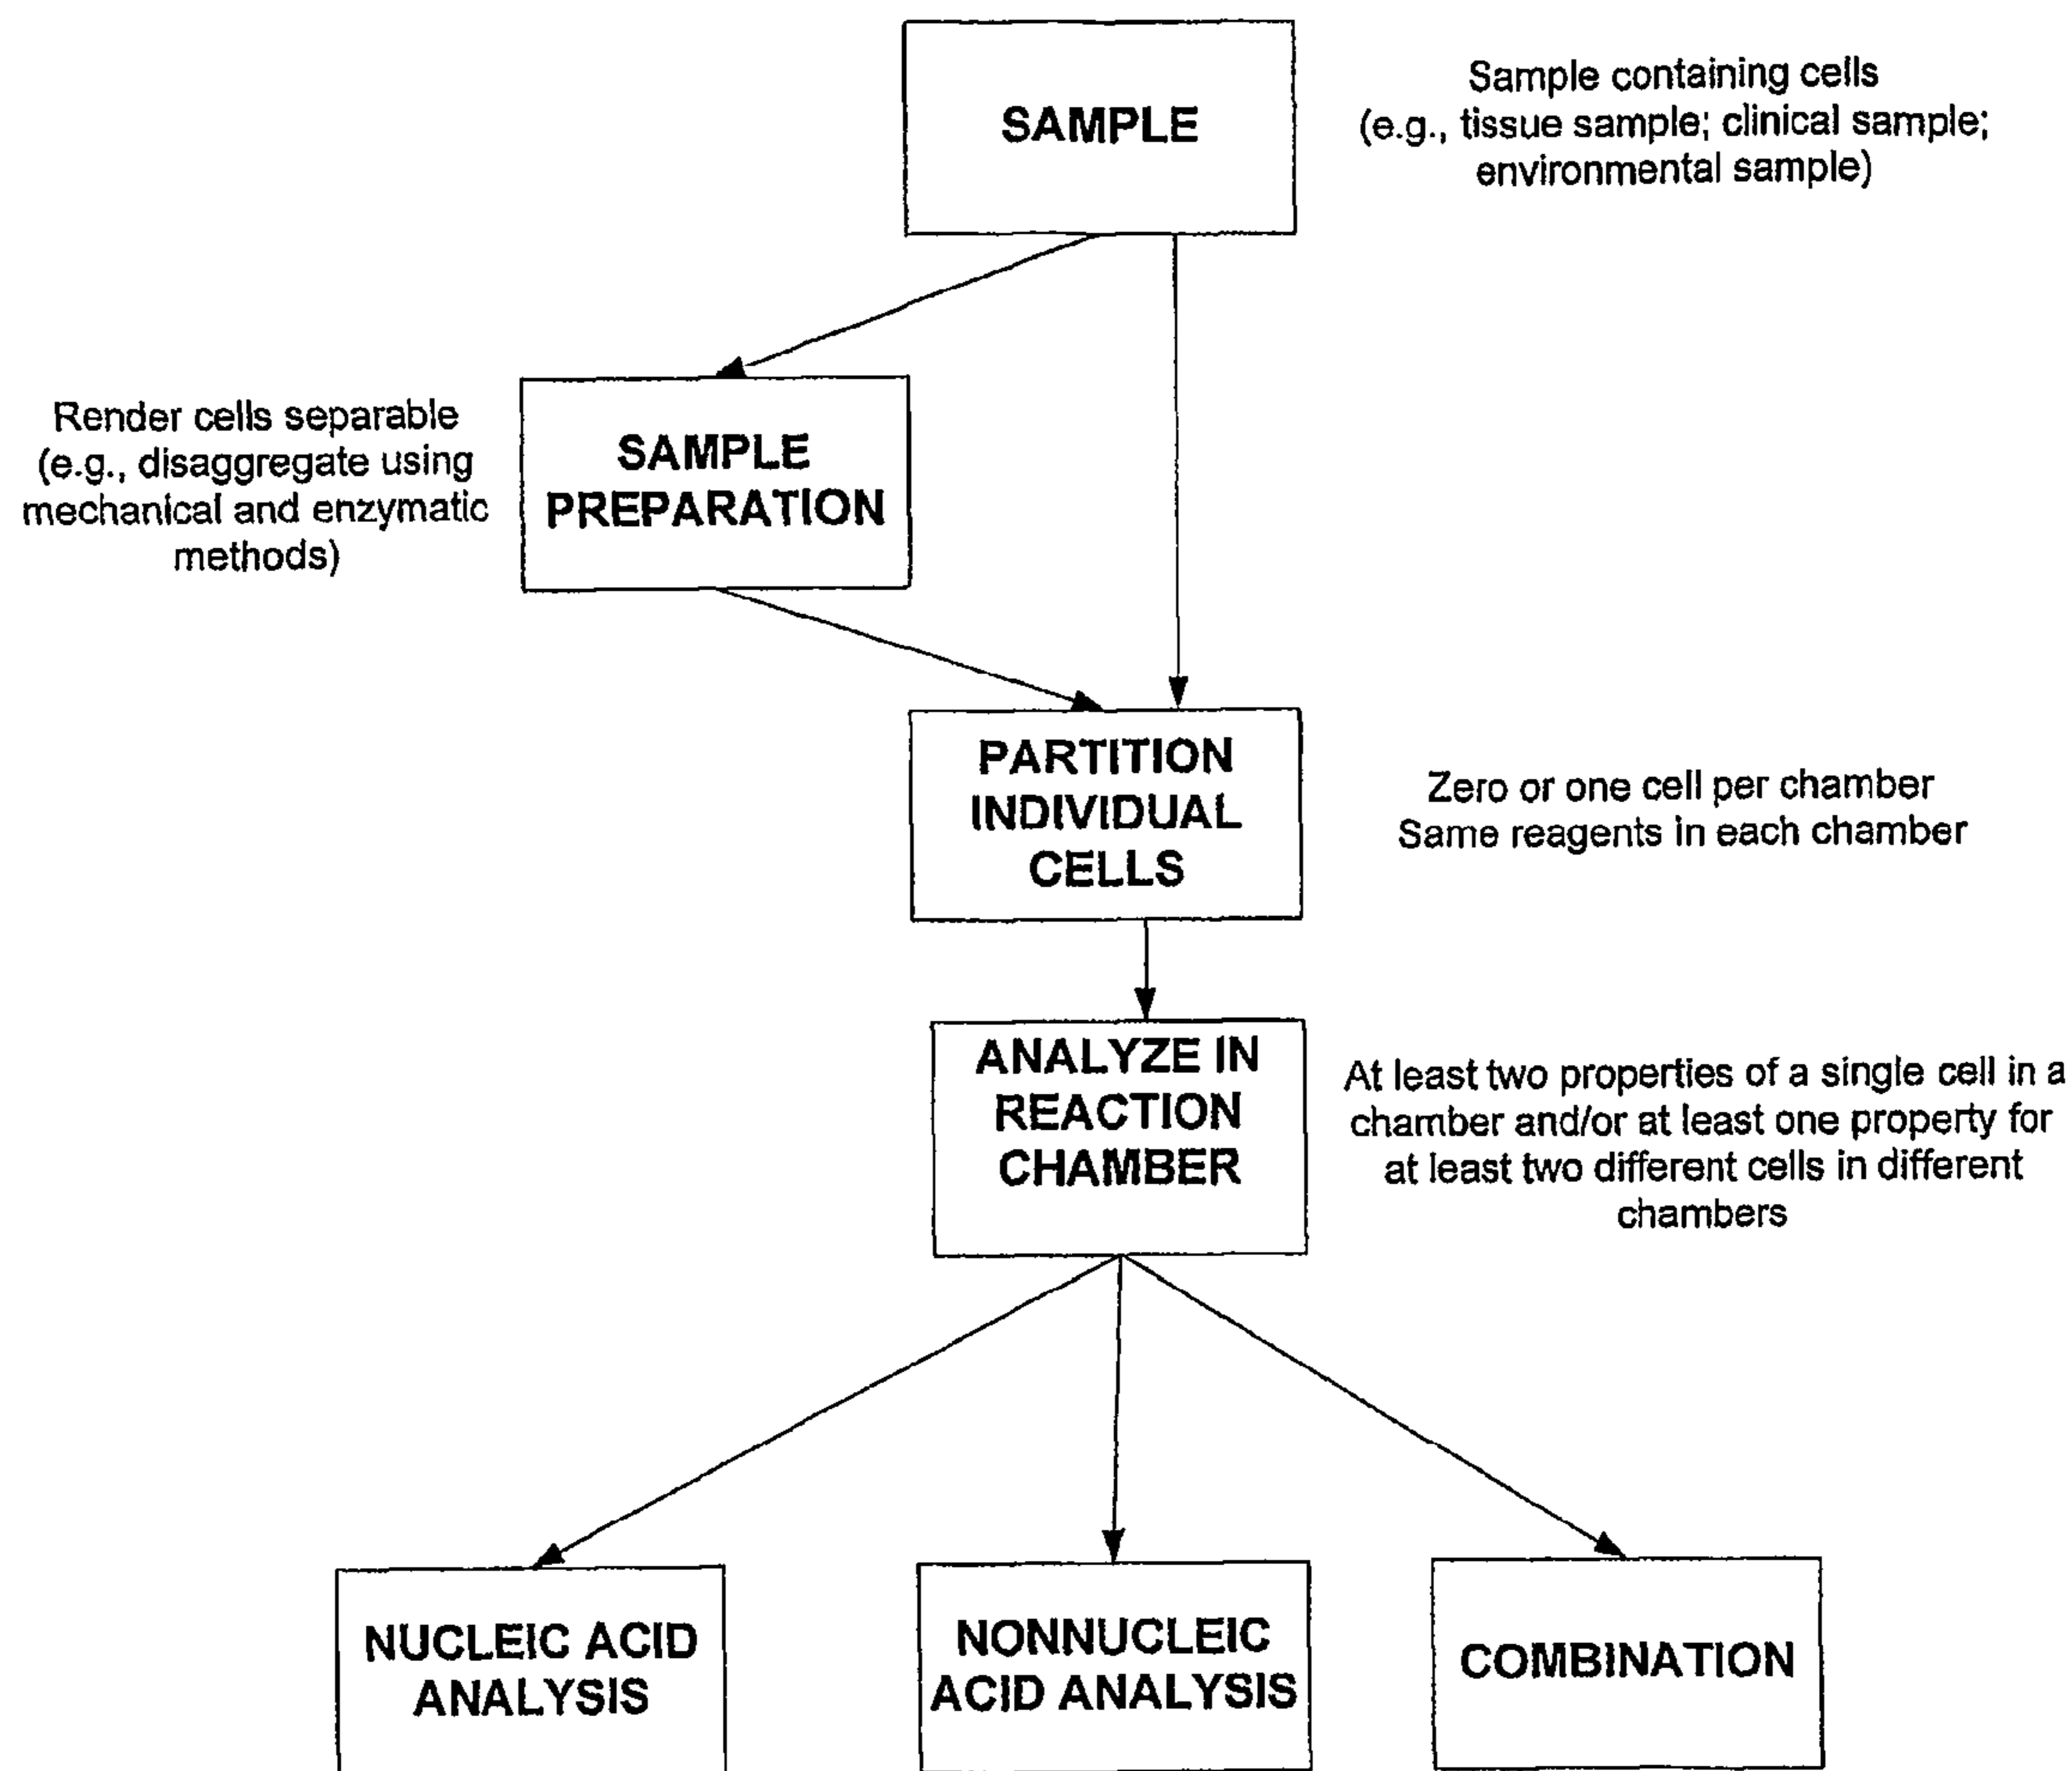 SAMPLE
Sample containing cells
(e.g., tissue sample; clinical sample;
environmental sample)
Render cells separable
(e.g., disaggregate using
mechanical and enzymatic
methods)
SAMPLE
PREPARATION
PARTITION
INDIVIDUAL
CELLS
Zero or one cell per chamber
Same reagents in each chamber
ANALYZE IN
REACTION
CHAMBER
At least two properties of a single cell in a
chamber and/or at least one property for
at least two different cells in different
chambers
NUCLEIC ACID
ANALYSIS
NONNUCLEIC
ACID ANALYSIS
COMBINATION